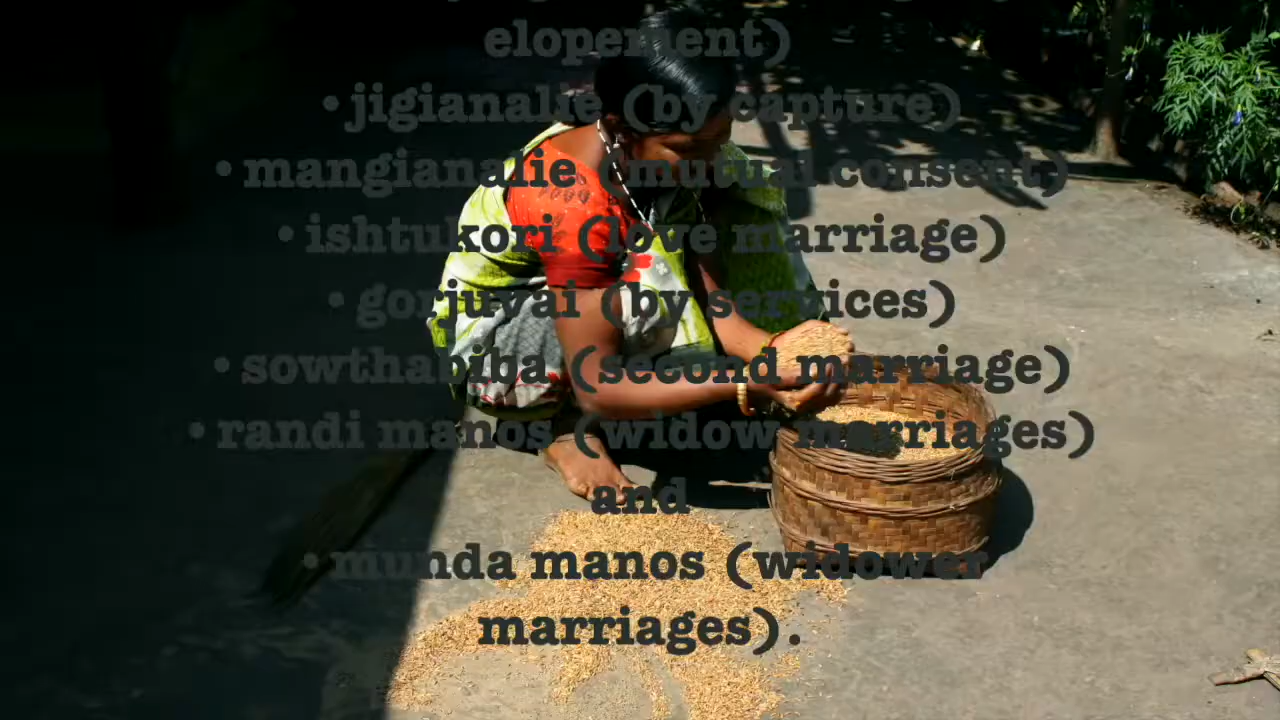 elopement)
• jigianalie (by capture)
• mangianalie (mutual consent)
• ishtukori (love marriage)
• gorjuvai (by services)
• sowthabiba (second marriage)
• randi manos (widow marriages)
and
• munda manos (widower
marriages).